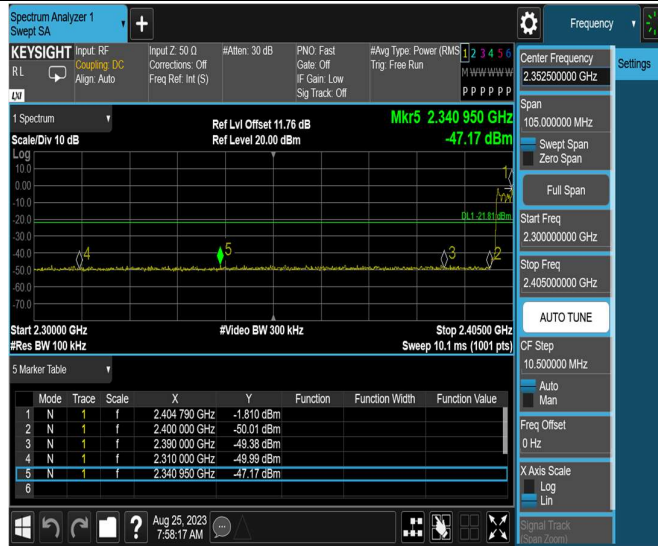 Spectrum Analyzer 1
Swept SA
+
Frequency
KEYSIGHT
RL
LXI
Input: RF
Coupling: DC
Align: Auto
Input Z: 50 Ω
Corrections: Off
Freq Ref: Int (S)
#Atten: 30 dB
PNO: Fast
Gate: Off
IF Gain: Low
Sig Track: Off
#Avg Type: Power (RMS
Trig: Free Run
1 2 3 4 5 6
M W W W W W
P P P P P P
1 Spectrum
Scale/Div 10 dB
Ref Lvl Offset 11.76 dB
Ref Level 20.00 dBm
Mkr5 2.340 950 GHz
-47.17 dBm
Log
10.0
0.00
-10.0
-20.0
-30.0
-40.0
-50.0
-60.0
-70.0
1
DL1 -21.81 dBm
4
5
3
2
Start 2.30000 GHz
#Res BW 100 kHz
#Video BW 300 kHz
Stop 2.40500 GHz
Sweep 10.1 ms (1001 pts)
5 Marker Table
Mode Trace Scale X Y Function Function Width Function Value
1 N 1 f 2.404 790 GHz -1.810 dBm
2 N 1 f 2.400 000 GHz -50.01 dBm
3 N 1 f 2.390 000 GHz -49.38 dBm
4 N 1 f 2.310 000 GHz -49.99 dBm
5 N 1 f 2.340 950 GHz -47.17 dBm
6
?
Aug 25, 2023
7:58:17 AM
Center Frequency
2.352500000 GHz
Span
105.000000 MHz
Swept Span
Zero Span
Full Span
Start Freq
2.300000000 GHz
Stop Freq
2.405000000 GHz
AUTO TUNE
CF Step
10.500000 MHz
Auto
Man
Freq Offset
0 Hz
X Axis Scale
Log
Lin
Signal Track
(Span Zoom)
Settings